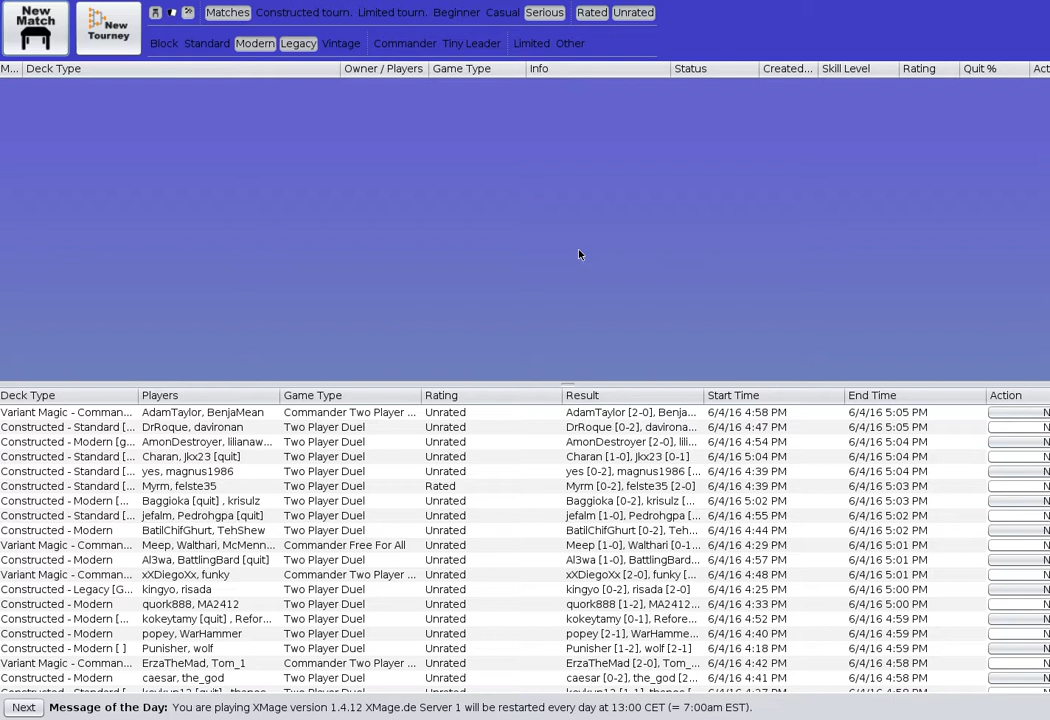 New Match
New Tourney
Matches Constructed tourn. Limited tourn. Beginner Casual Serious Rated Unrated
Block Standard Modern Legacy Vintage Commander Tiny Leader Limited Other
M... Deck Type Owner / Players Game Type Info Status Created... Skill Level Rating Quit % Act
Deck Type Players Game Type Rating Result Start Time End Time Action
Variant Magic - Comman... AdamTaylor, BenjaMean Commander Two Player ... Unrated AdamTaylor [2-0], Benja... 6/4/16 4:58 PM 6/4/16 5:05 PM N
Constructed - Standard [... DrRoque, davironan Two Player Duel Unrated DrRoque [0-2], davirona... 6/4/16 4:47 PM 6/4/16 5:05 PM N
Constructed - Modern [g... AmonDestroyer, lilianaw... Two Player Duel Unrated AmonDestroyer [2-0], lili... 6/4/16 4:54 PM 6/4/16 5:04 PM N
Constructed - Standard [... Charan, Jkx23 [quit] Two Player Duel Unrated Charan [1-0], Jkx23 [0-1] 6/4/16 5:04 PM 6/4/16 5:04 PM N
Constructed - Standard [... yes, magnus1986 Two Player Duel Unrated yes [0-2], magnus1986 [... 6/4/16 4:39 PM 6/4/16 5:04 PM N
Constructed - Standard [... Myrm, felste35 Two Player Duel Rated Myrm [0-2], felste35 [2-0] 6/4/16 4:39 PM 6/4/16 5:03 PM N
Constructed - Modern [... Baggioka [quit] , krisulz Two Player Duel Unrated Baggioka [0-2], krisulz [... 6/4/16 5:02 PM 6/4/16 5:03 PM N
Constructed - Standard [... jefalm, Pedrohgpa [quit] Two Player Duel Unrated jefalm [1-0], Pedrohgpa [... 6/4/16 4:55 PM 6/4/16 5:02 PM N
Constructed - Modern BatilChifGhurt, TehShew Two Player Duel Unrated BatilChifGhurt [0-2], Teh... 6/4/16 4:44 PM 6/4/16 5:02 PM N
Variant Magic - Comman... Meep, Walthari, McMenn... Commander Free For All Unrated Meep [1-0], Walthari [0-1... 6/4/16 4:29 PM 6/4/16 5:01 PM N
Constructed - Modern Al3wa, BattlingBard [quit] Two Player Duel Unrated Al3wa [1-0], BattlingBar... 6/4/16 4:57 PM 6/4/16 5:01 PM N
Variant Magic - Comman... xXDiegoXx, funky Commander Two Player ... Unrated xXDiegoXx [2-0], funky [... 6/4/16 4:48 PM 6/4/16 5:01 PM N
Constructed - Legacy [G... kingyo, risada Two Player Duel Unrated kingyo [0-2], risada [2-0] 6/4/16 4:25 PM 6/4/16 5:00 PM N
Constructed - Modern quork888, MA2412 Two Player Duel Unrated quork888 [1-2], MA2412... 6/4/16 4:33 PM 6/4/16 5:00 PM N
Constructed - Modern [... kokeytamy [quit] , Refor... Two Player Duel Unrated kokeytamy [0-1], Refore... 6/4/16 4:52 PM 6/4/16 4:59 PM N
Constructed - Modern popey, WarHammer Two Player Duel Unrated popey [2-1], WarHamme... 6/4/16 4:40 PM 6/4/16 4:59 PM N
Constructed - Modern [ ] Punisher, wolf Two Player Duel Unrated Punisher [1-2], wolf [2-1] 6/4/16 4:18 PM 6/4/16 4:59 PM N
Variant Magic - Comman... ErzaTheMad, Tom_1 Commander Two Player ... Unrated ErzaTheMad [2-0], Tom_... 6/4/16 4:42 PM 6/4/16 4:58 PM N
Constructed - Modern caesar, the_god Two Player Duel Unrated caesar [0-2], the_god [2... 6/4/16 4:41 PM 6/4/16 4:58 PM N
Next Message of the Day: You are playing XMage version 1.4.12 XMage.de Server 1 will be restarted every day at 13:00 CET (= 7:00am EST).